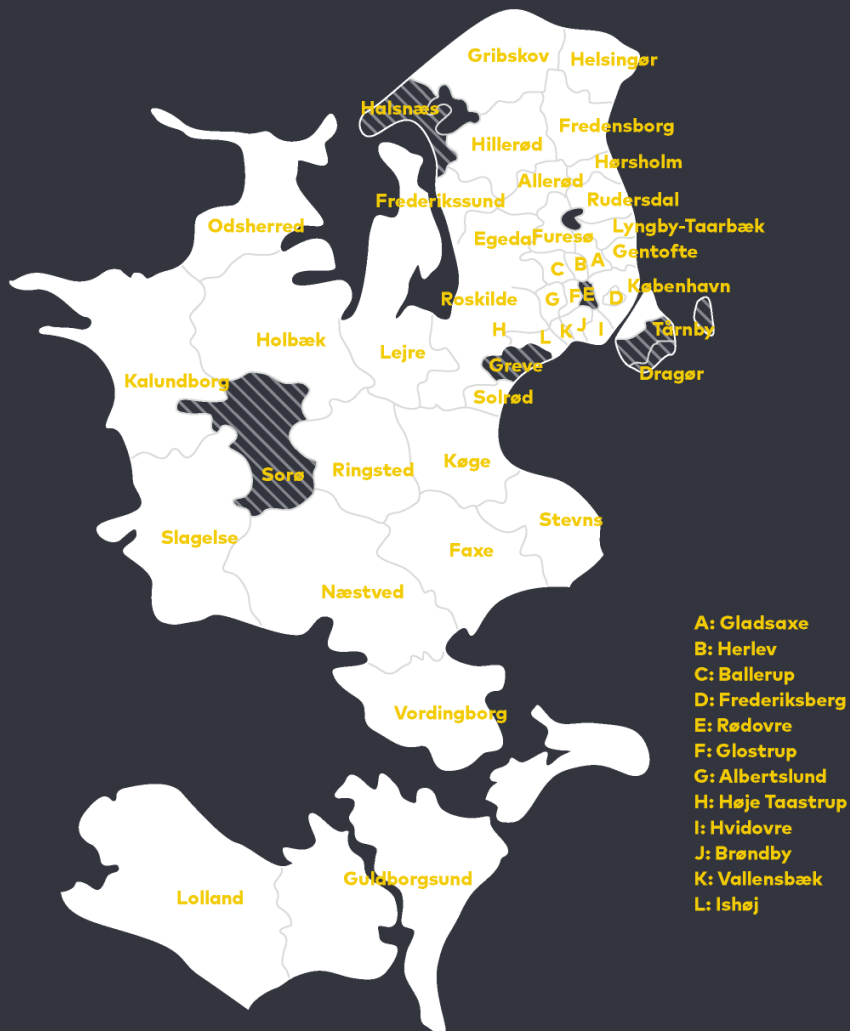 Gribskov
Helsingør
Halsnæs
Fredensborg
Hillerød
Hørsholm
Allerød
Frederikssund
Rudersdal
Odsherred
Lyngby-Taarbæk
Egedal
Furesø
Gentofte
A
B
C
København
Roskilde
G
F
E
D
H
Tårnby
Holbæk
L
K
J
I
Lejre
Greve
Dragør
Kalundborg
Solrød
Sorø
Ringsted
Køge
Slagelse
Stevns
Faxe
Næstved
A: Gladsaxe
B: Herlev
C: Ballerup
D: Frederiksberg
E: Rødovre
F: Glostrup
G: Albertslund
H: Høje Taastrup
I: Hvidovre
J: Brøndby
K: Vallensbæk
L: Ishøj
Vordingborg
Guldborgsund
Lolland